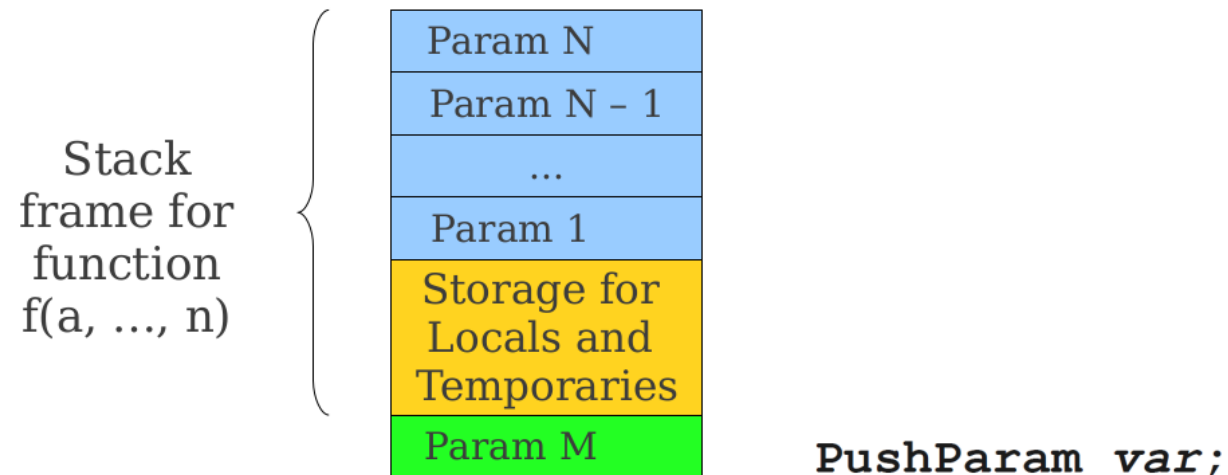 Param N
Param N – 1
...
Param 1
Stack
frame for
function
f(a, ..., n)
Storage for
Locals and
Temporaries
Param M
PushParam var;